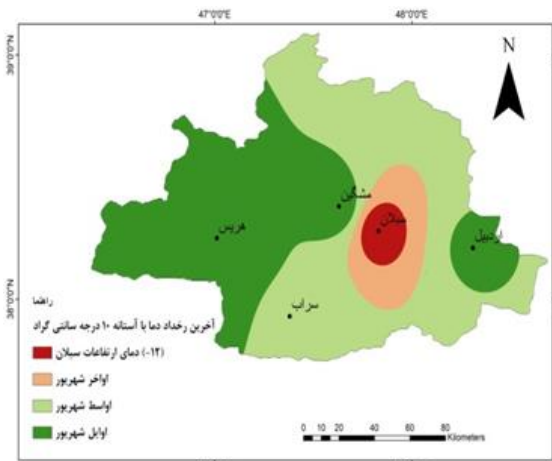 47°0'0"E
48°0'0"E
39°0'0"N
38°0'0"N
N
مشگین
سبلان
هریس
اردبیل
سراب
راهنما
آخرین رخداد دما با آستانه ۱۰ درجه سانتی گراد
(۱۲-) دمای ارتفاعات سبلان
اواخر شهریور
اواسط شهریور
اوایل شهریور
0 10 20 40 60 80
Kilometers